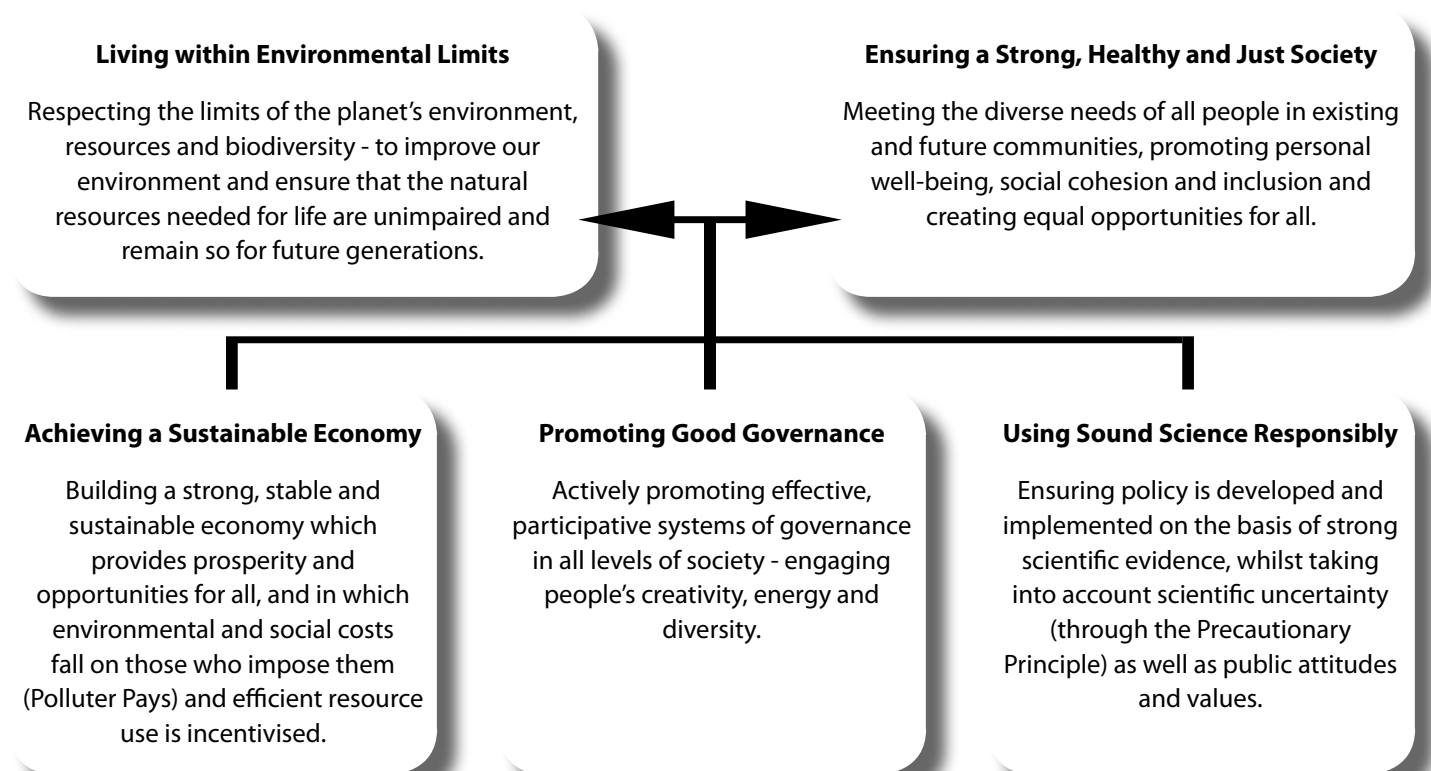 Living within Environmental Limits
Respecting the limits of the planet’s environment,
resources and biodiversity - to improve our
environment and ensure that the natural
resources needed for life are unimpaired and
remain so for future generations.
Ensuring a Strong, Healthy and Just Society
Meeting the diverse needs of all people in existing
and future communities, promoting personal
well-being, social cohesion and inclusion and
creating equal opportunities for all.
Achieving a Sustainable Economy
Building a strong, stable and
sustainable economy which
provides prosperity and
opportunities for all, and in which
environmental and social costs
fall on those who impose them
(Polluter Pays) and efficient resource
use is incentivised.
Promoting Good Governance
Actively promoting effective,
participative systems of governance
in all levels of society - engaging
people’s creativity, energy and
diversity.
Using Sound Science Responsibly
Ensuring policy is developed and
implemented on the basis of strong
scientific evidence, whilst taking
into account scientific uncertainty
(through the Precautionary
Principle) as well as public attitudes
and values.